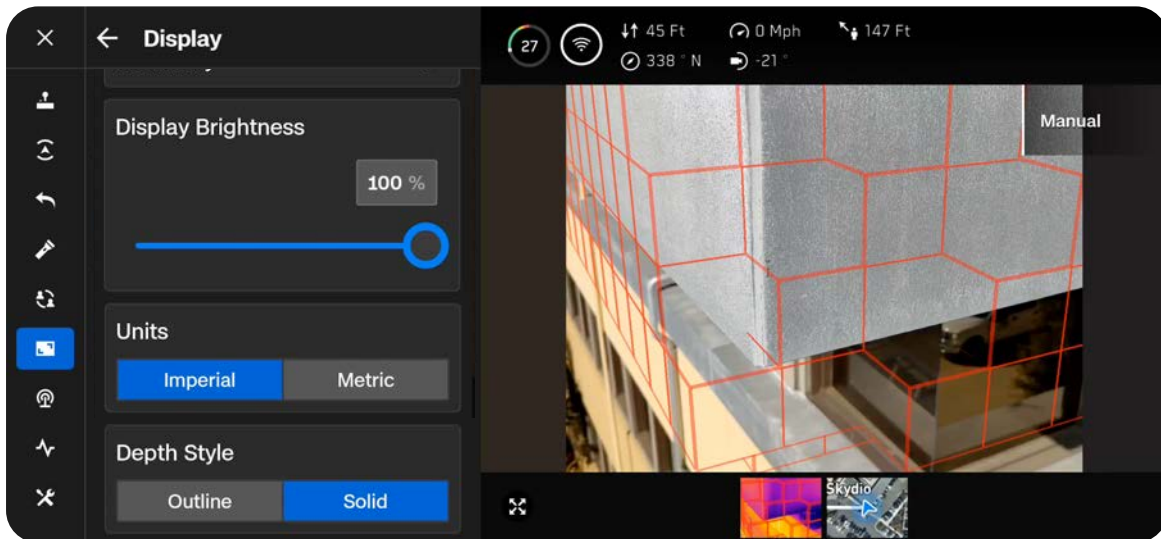 Display
Display Brightness
100 %
Units
Imperial Metric
Depth Style
Outline Solid
27
45 Ft 0 Mph 147 Ft
338 ° N -21 °
Manual
Skydio